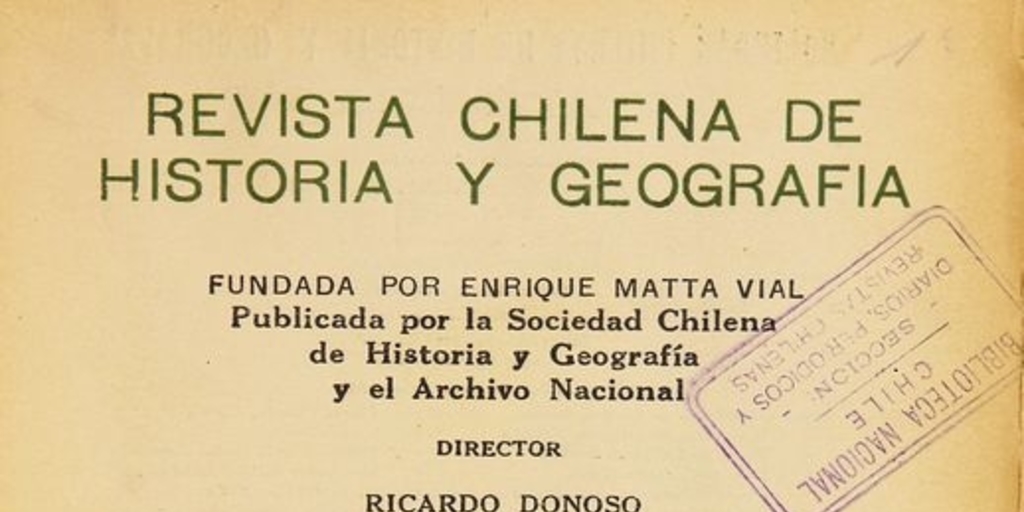 REVISTA CHILENA DE
HISTORIA Y GEOGRAFIA
FUNDADA POR ENRIQUE MATTA VIAL
Publicada por la Sociedad Chilena
de Historia y Geografía
y el Archivo Nacional
DIRECTOR
RICARDO DONOSO
BIBLIOTECA NACIONAL
CHILE
- SECCION -
DIARIOS, PERIODICOS Y
REVISTAS CHILENAS